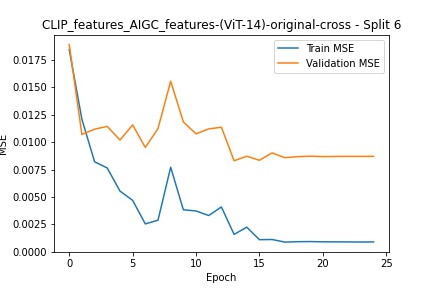 CLIP_features_AIGC_features-(ViT-14)-original-cross - Split 6
Train MSE
Validation MSE
0.0175
0.0150
0.0125
0.0100
0.0075
0.0050
0.0025
0.0000
MSE
0 5 10 15 20 25
Epoch